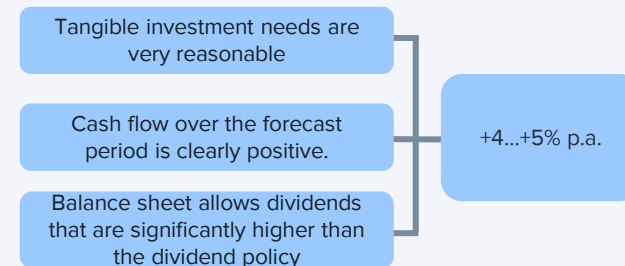 Tangible investment needs are
very reasonable
Cash flow over the forecast
period is clearly positive.
+4...+5% p.a.
Balance sheet allows dividends
that are significantly higher than
the dividend policy